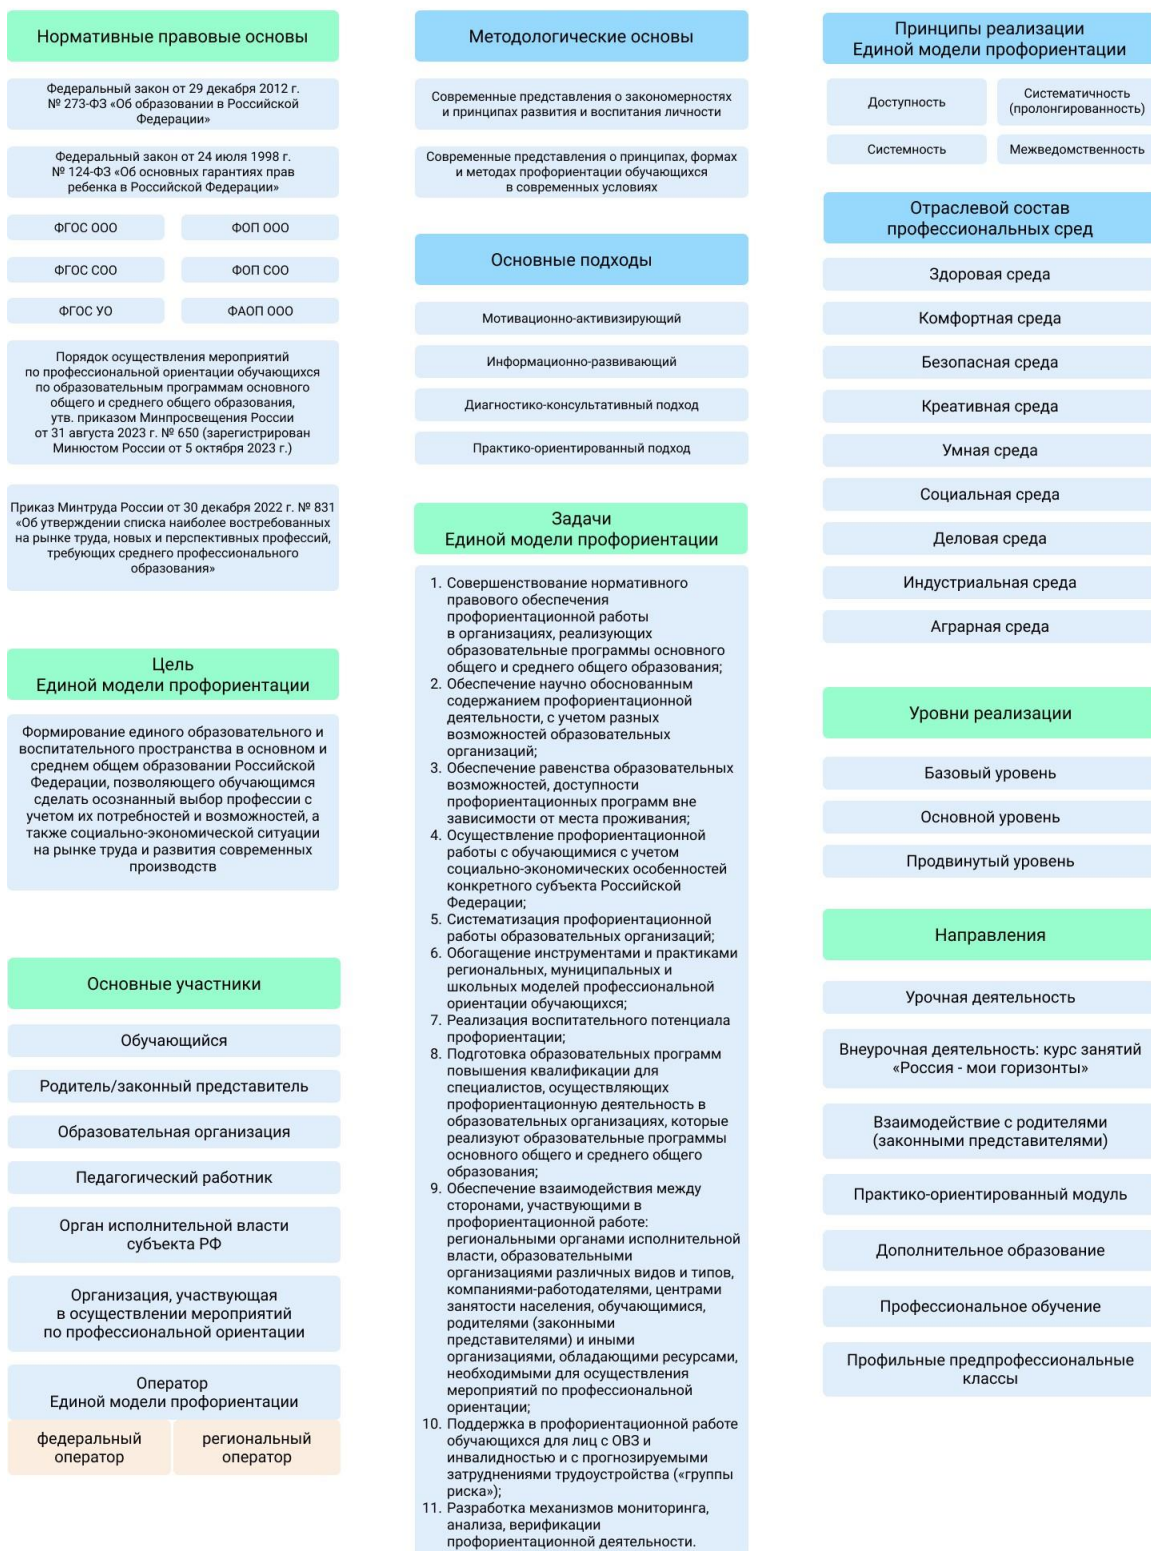 Нормативные правовые основы
Федеральный закон от 29 декабря 2012 г.
№ 273-ФЗ «Об образовании в Российской
Федерации»
Федеральный закон от 24 июля 1998 г.
№ 124-ФЗ «Об основных гарантиях прав
ребенка в Российской Федерации»
ФГОС ООО
ФОП ООО
ФГОС СОО
ФОП СОО
ФГОС УО
ФАОП ООО
Порядок осуществления мероприятий
по профессиональной ориентации обучающихся
по образовательным программам основного
общего и среднего общего образования,
утв. приказом Минпросвещения России
от 31 августа 2023 г. № 650 (зарегистрирован
Минюстом России от 5 октября 2023 г.)
Приказ Минтруда России от 30 декабря 2022 г. № 831
«Об утверждении списка наиболее востребованных
на рынке труда, новых и перспективных профессий,
требующих среднего профессионального
образования»
Цель
Единой модели профориентации
Формирование единого образовательного и
воспитательного пространства в основном и
среднем общем образовании Российской
Федерации, позволяющего обучающимся
сделать осознанный выбор профессии с
учетом их потребностей и возможностей, а
также социально-экономической ситуации
на рынке труда и развития современных
производств
Основные участники
Обучающийся
Родитель/законный представитель
Образовательная организация
Педагогический работник
Орган исполнительной власти
субъекта РФ
Организация, участвующая
в осуществлении мероприятий
по профессиональной ориентации
Оператор
Единой модели профориентации
федеральный
оператор
региональный
оператор
Методологические основы
Современные представления о закономерностях
и принципах развития и воспитания личности
Современные представления о принципах, формах
и методах профориентации обучающихся
в современных условиях
Основные подходы
Мотивационно-активизирующий
Информационно-развивающий
Диагностико-консультативный подход
Практико-ориентированный подход
Задачи
Единой модели профориентации
1. Совершенствование нормативного
правового обеспечения
профориентационной работы
в организациях, реализующих
образовательные программы основного
общего и среднего общего образования;
2. Обеспечение научно обоснованным
содержанием профориентационной
деятельности, с учетом разных
возможностей образовательных
организаций;
3. Обеспечение равенства образовательных
возможностей, доступности
профориентационных программ вне
зависимости от места проживания;
4. Осуществление профориентационной
работы с обучающимися с учетом
социально-экономических особенностей
конкретного субъекта Российской
Федерации;
5. Систематизация профориентационной
работы образовательных организаций;
6. Обогащение инструментами и практиками
региональных, муниципальных и
школьных моделей профессиональной
ориентации обучающихся;
7. Реализация воспитательного потенциала
профориентации;
8. Подготовка образовательных программ
повышения квалификации для
специалистов, осуществляющих
профориентационную деятельность в
образовательных организациях, которые
реализуют образовательные программы
основного общего и среднего общего
образования;
9. Обеспечение взаимодействия между
сторонами, участвующими в
профориентационной работе:
региональными органами исполнительной
власти, образовательными
организациями различных видов и типов,
компаниями-работодателями, центрами
занятости населения, обучающимися,
родителями (законными
представителями) и иными
организациями, обладающими ресурсами,
необходимыми для осуществления
мероприятий по профессиональной
ориентации;
10. Поддержка в профориентационной работе
обучающихся для лиц с ОВЗ и
инвалидностью и с прогнозируемыми
затруднениями трудоустройства («группы
риска»);
11. Разработка механизмов мониторинга,
анализа, верификации
профориентационной деятельности.
Принципы реализации
Единой модели профориентации
Доступность
Систематичность
(пролонгированность)
Системность
Межведомственность
Отраслевой состав
профессиональных сред
Здоровая среда
Комфортная среда
Безопасная среда
Креативная среда
Умная среда
Социальная среда
Деловая среда
Индустриальная среда
Аграрная среда
Уровни реализации
Базовый уровень
Основной уровень
Продвинутый уровень
Направления
Урочная деятельность
Внеурочная деятельность: курс занятий
«Россия - мои горизонты»
Взаимодействие с родителями
(законными представителями)
Практико-ориентированный модуль
Дополнительное образование
Профессиональное обучение
Профильные предпрофессиональные
классы